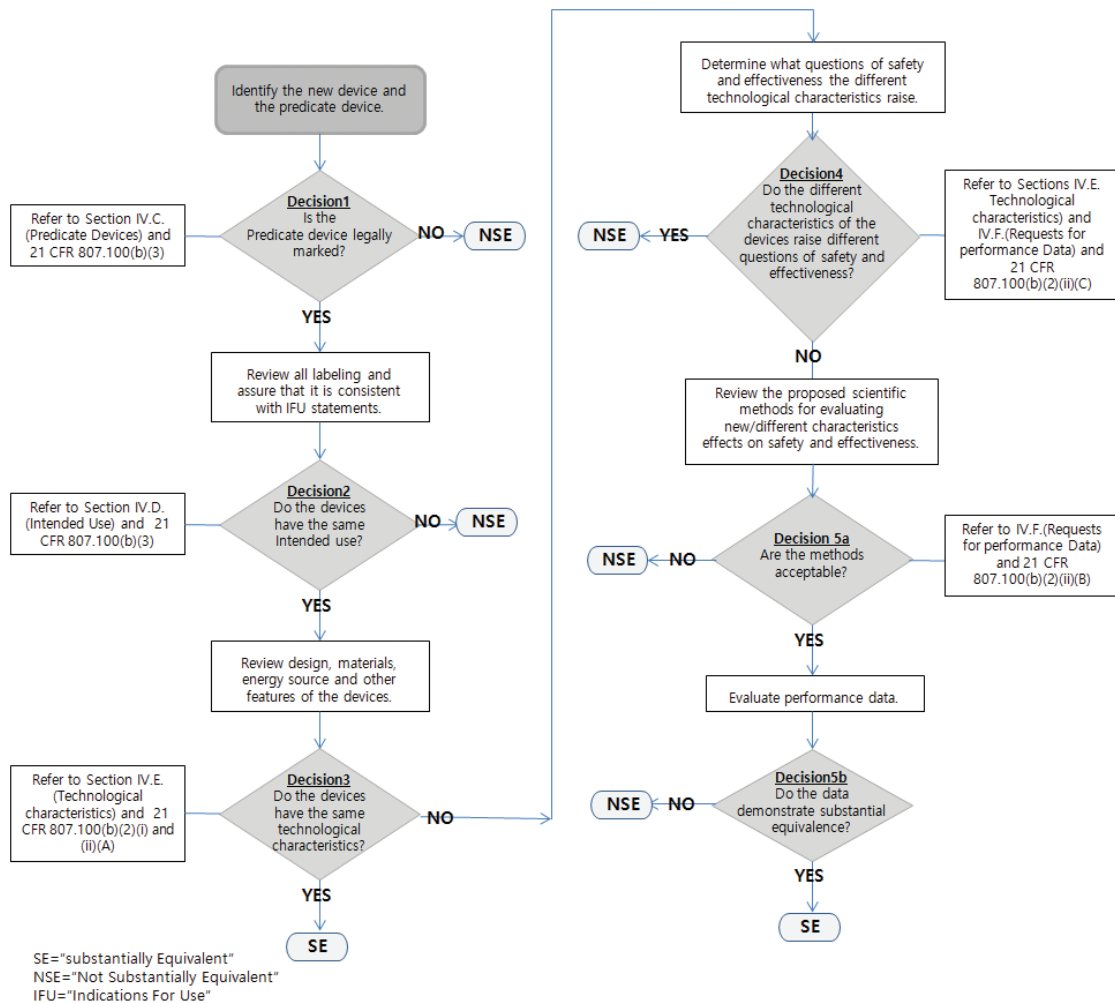 Identify the new device and
the predicate device.
Decision1
Is the
Predicate device legally
marked?
Refer to Section IV.C.
(Predicate Devices) and
21 CFR 807.100(b)(3)
NO
NSE
YES
Review all labeling and
assure that it is consistent
with IFU statements.
Decision2
Do the devices
have the same
Intended use?
Refer to Section IV.D.
(Intended Use) and 21
CFR 807.100(b)(3)
NO
NSE
YES
Review design, materials,
energy source and other
features of the devices.
Decision3
Do the devices
have the same
technological
characteristics?
Refer to Section IV.E.
(Technological
characteristics) and 21
CFR 807.100(b)(2)(i) and
(ii)(A)
NO
YES
SE
Determine what questions of safety
and effectiveness the different
technological characteristics raise.
Decision4
Do the different
technological
characteristics of the
devices raise different
questions of safety and
effectiveness?
Refer to Sections IV.E.
Technological
characteristics) and
IV.F.(Requests for
performance Data) and
21 CFR
807.100(b)(2)(ii)(C)
YES
NSE
NO
Review the proposed scientific
methods for evaluating
new/different characteristics
effects on safety and effectiveness.
Decision 5a
Are the methods
acceptable?
Refer to IV.F.(Requests
for performance Data)
and 21 CFR
807.100(b)(2)(ii)(B)
NO
NSE
YES
Evaluate performance data.
Decision5b
Do the data
demonstrate substantial
equivalence?
NO
NSE
YES
SE
SE="substantially Equivalent"
NSE="Not Substantially Equivalent"
IFU="Indications For Use"